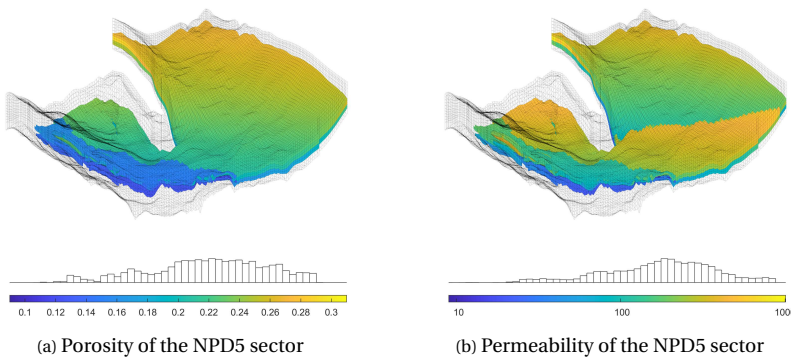 0.1 0.12 0.14 0.16 0.18 0.2 0.22 0.24 0.26 0.28 0.3
10 100 100
(a) Porosity of the NPD5 sector
(b) Permeability of the NPD5 sector